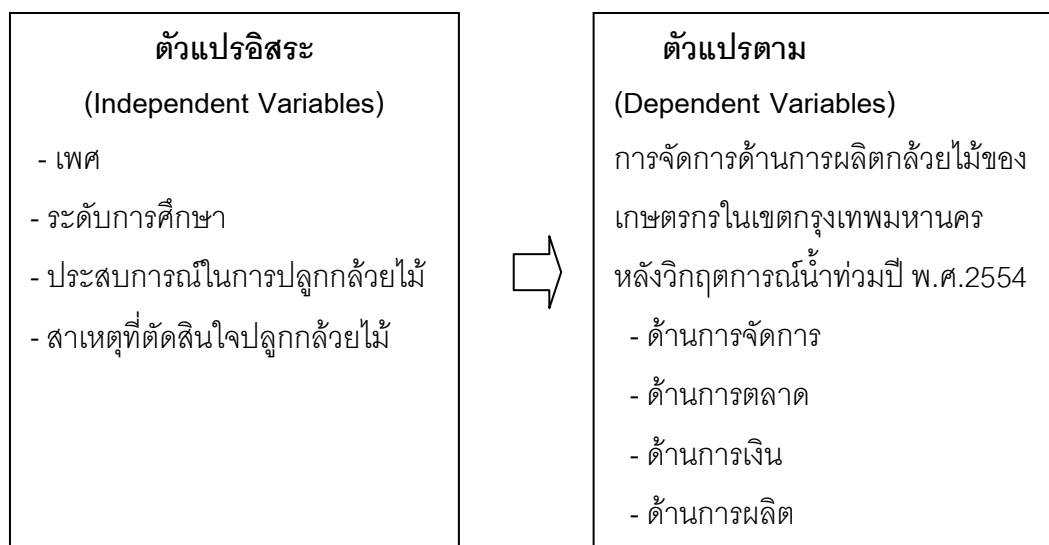 ตัวแปรอิสระ
(Independent Variables)
- เพศ
- ระดับการศึกษา
- ประสบการณ์ในการปลูกกล้วยไม้
- สาเหตุที่ตัดสินใจปลูกกล้วยไม้
ตัวแปรตาม
(Dependent Variables)
การจัดการด้านการผลิตกล้วยไม้ของ
เกษตรกรในเขตกรุงเทพมหานคร
หลังวิกฤตการณ์น้ำท่วมปี พ.ศ.2554
- ด้านการจัดการ
- ด้านการตลาด
- ด้านการเงิน
- ด้านการผลิต